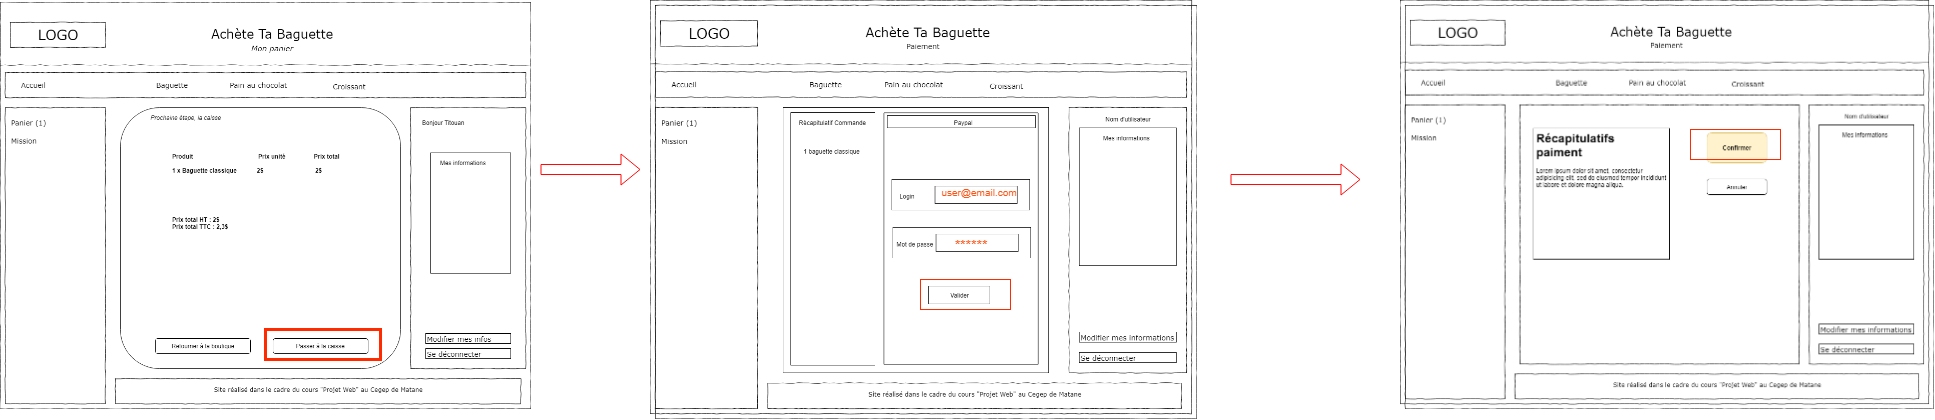 LOGO
Achète Ta Baguette
Mon panier
Accueil
Baguette
Pain au chocolat
Croissant
Panier (1)
Mission
Prochaine étape, la caisse
Produit Prix unité Prix total
1 x Baguette classique 2$ 2$
Prix total HT : 2$
Prix total TTC : 2,3$
Retourner à la boutique
Passer à la caisse
Bonjour Titouan
Mes informations
Modifier mes infos
Se déconnecter
Site réalisé dans le cadre du cours "Projet Web" au Cegep de Matane
LOGO
Achète Ta Baguette
Paiement
Accueil
Baguette
Pain au chocolat
Croissant
Panier (1)
Mission
Récapitulatif Commande
1 baguette classique
Paypal
Login
user@email.com
Mot de passe
******
Valider
Nom d'utilisateur
Mes informations
Modifier mes informations
Se déconnecter
Site réalisé dans le cadre du cours "Projet Web" au Cegep de Matane
LOGO
Achète Ta Baguette
Paiement
Accueil
Baguette
Pain au chocolat
Croissant
Panier (1)
Mission
Récapitulatifs
paiment
Lorem ipsum dolor sit amet, consectetur
adipisicing elit, sed do eiusmod tempor incididunt
ut labore et dolore magna aliqua.
Confirmer
Annuler
Nom d'utilisateur
Mes informations
Modifier mes informations
Se déconnecter
Site réalisé dans le cadre du cours "Projet Web" au Cegep de Matane